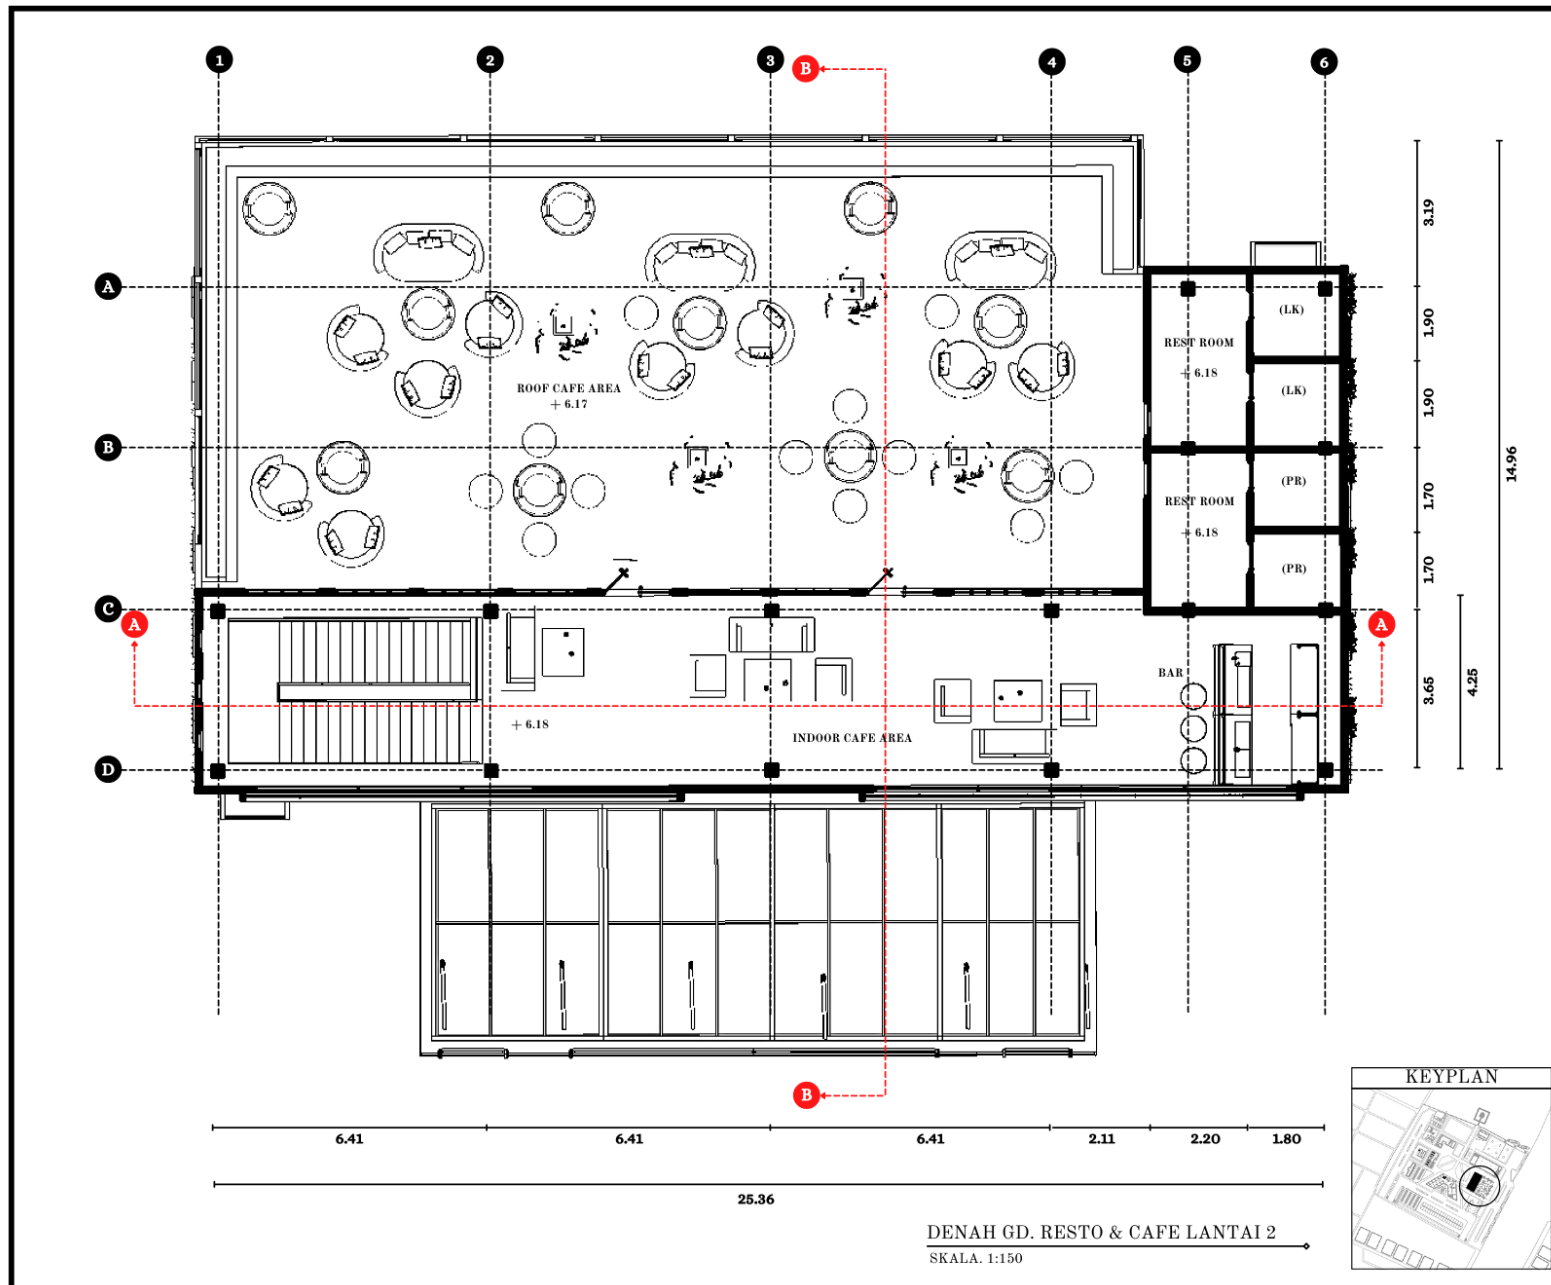 1 2 3 B 4 5 6
3.19
A
(LK)
1.90
REST ROOM
+ 6.18
ROOF CAFE AREA
+ 6.17
(LK)
1.90
B
14.96
(PR)
1.70
REST ROOM
+ 6.18
(PR)
1.70
C
A A
BAR
3.65
4.25
+ 6.18
INDOOR CAFE AREA
D
KEYPLAN
B
6.41 6.41 6.41 2.11 2.20 1.80
25.36
DENAH GD. RESTO & CAFE LANTAI 2
SKALA. 1:150